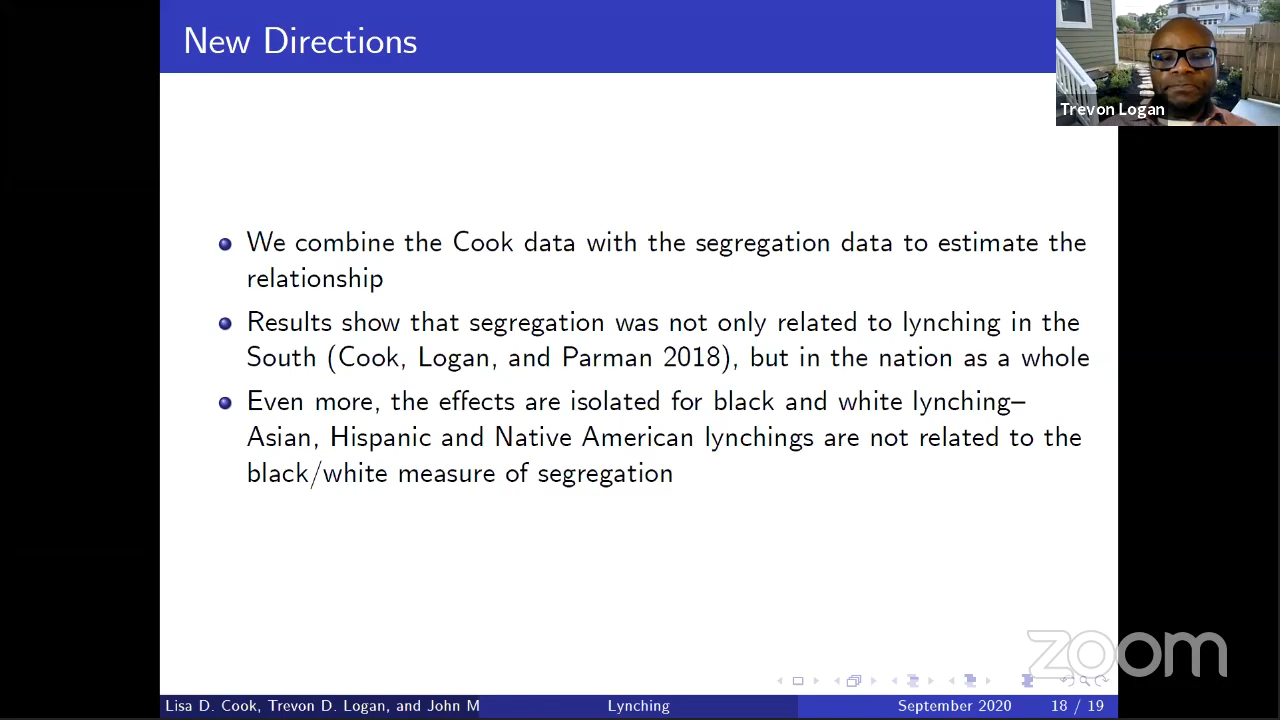 New Directions
Trevon Logan
We combine the Cook data with the segregation data to estimate the
relationship
Results show that segregation was not only related to lynching in the
South (Cook, Logan, and Parman 2018), but in the nation as a whole
Even more, the effects are isolated for black and white lynching–
Asian, Hispanic and Native American lynchings are not related to the
black/white measure of segregation
zoom
Lisa D. Cook, Trevon D. Logan, and John M
Lynching
September 2020
18 / 19